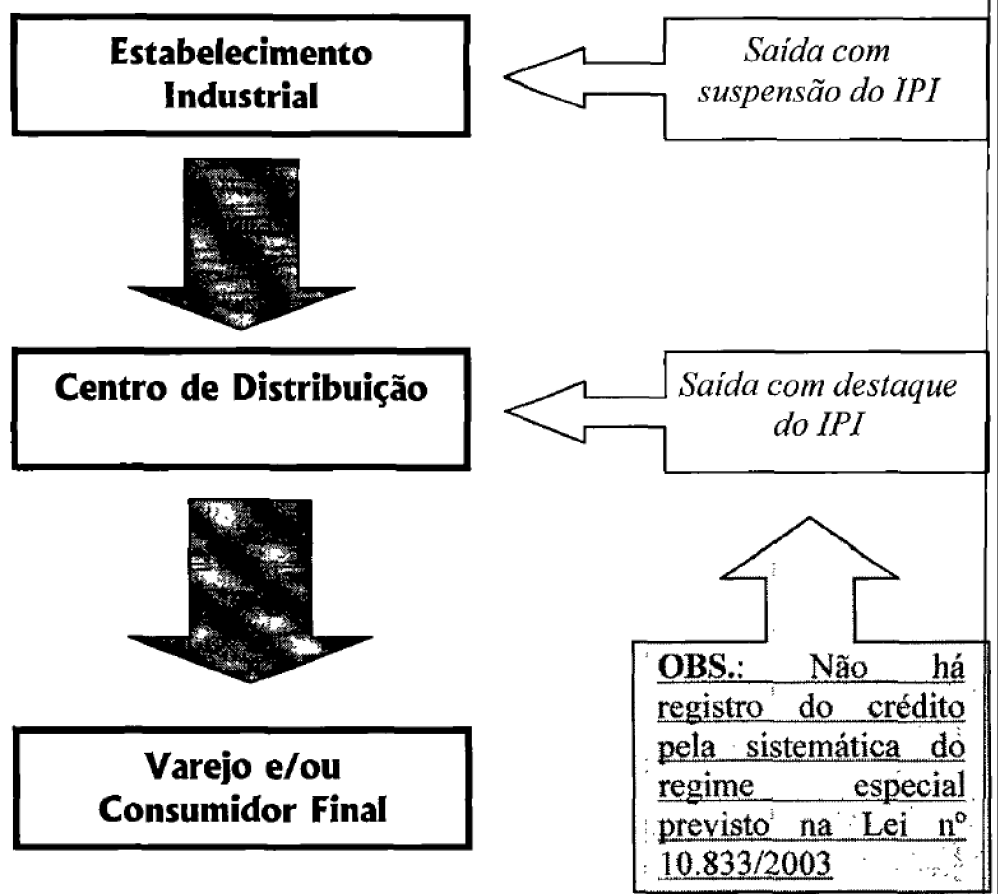 Estabelecimento
Industrial
Saída com
suspensão do IPI
Centro de Distribuição
Saída com destaque
do IPI
Varejo e/ou
Consumidor Final
OBS.: Não há
registro do crédito
pela sistemática do
regime especial
previsto na Lei nº
10.833/2003